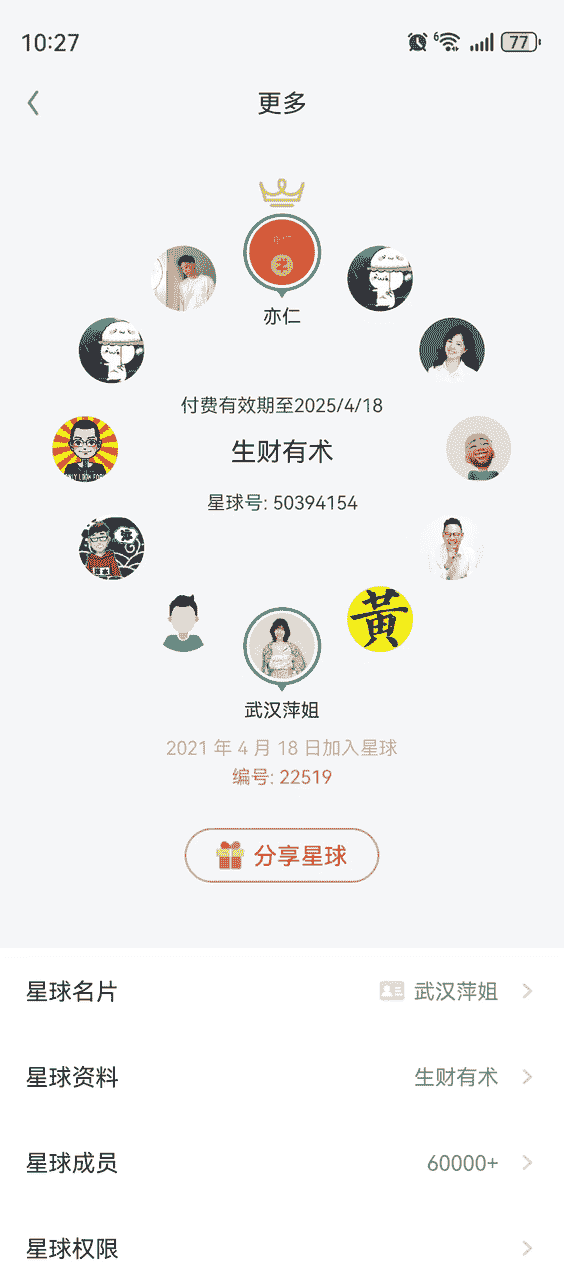 10:27
6
77
更多
亦仁
付费有效期至2025/4/18
生财有术
星球号: 50394154
黃
武汉萍姐
2021 年 4 月 18 日加入星球
编号: 22519
分享星球
星球名片 武汉萍姐
星球资料 生财有术
星球成员 60000+
星球权限